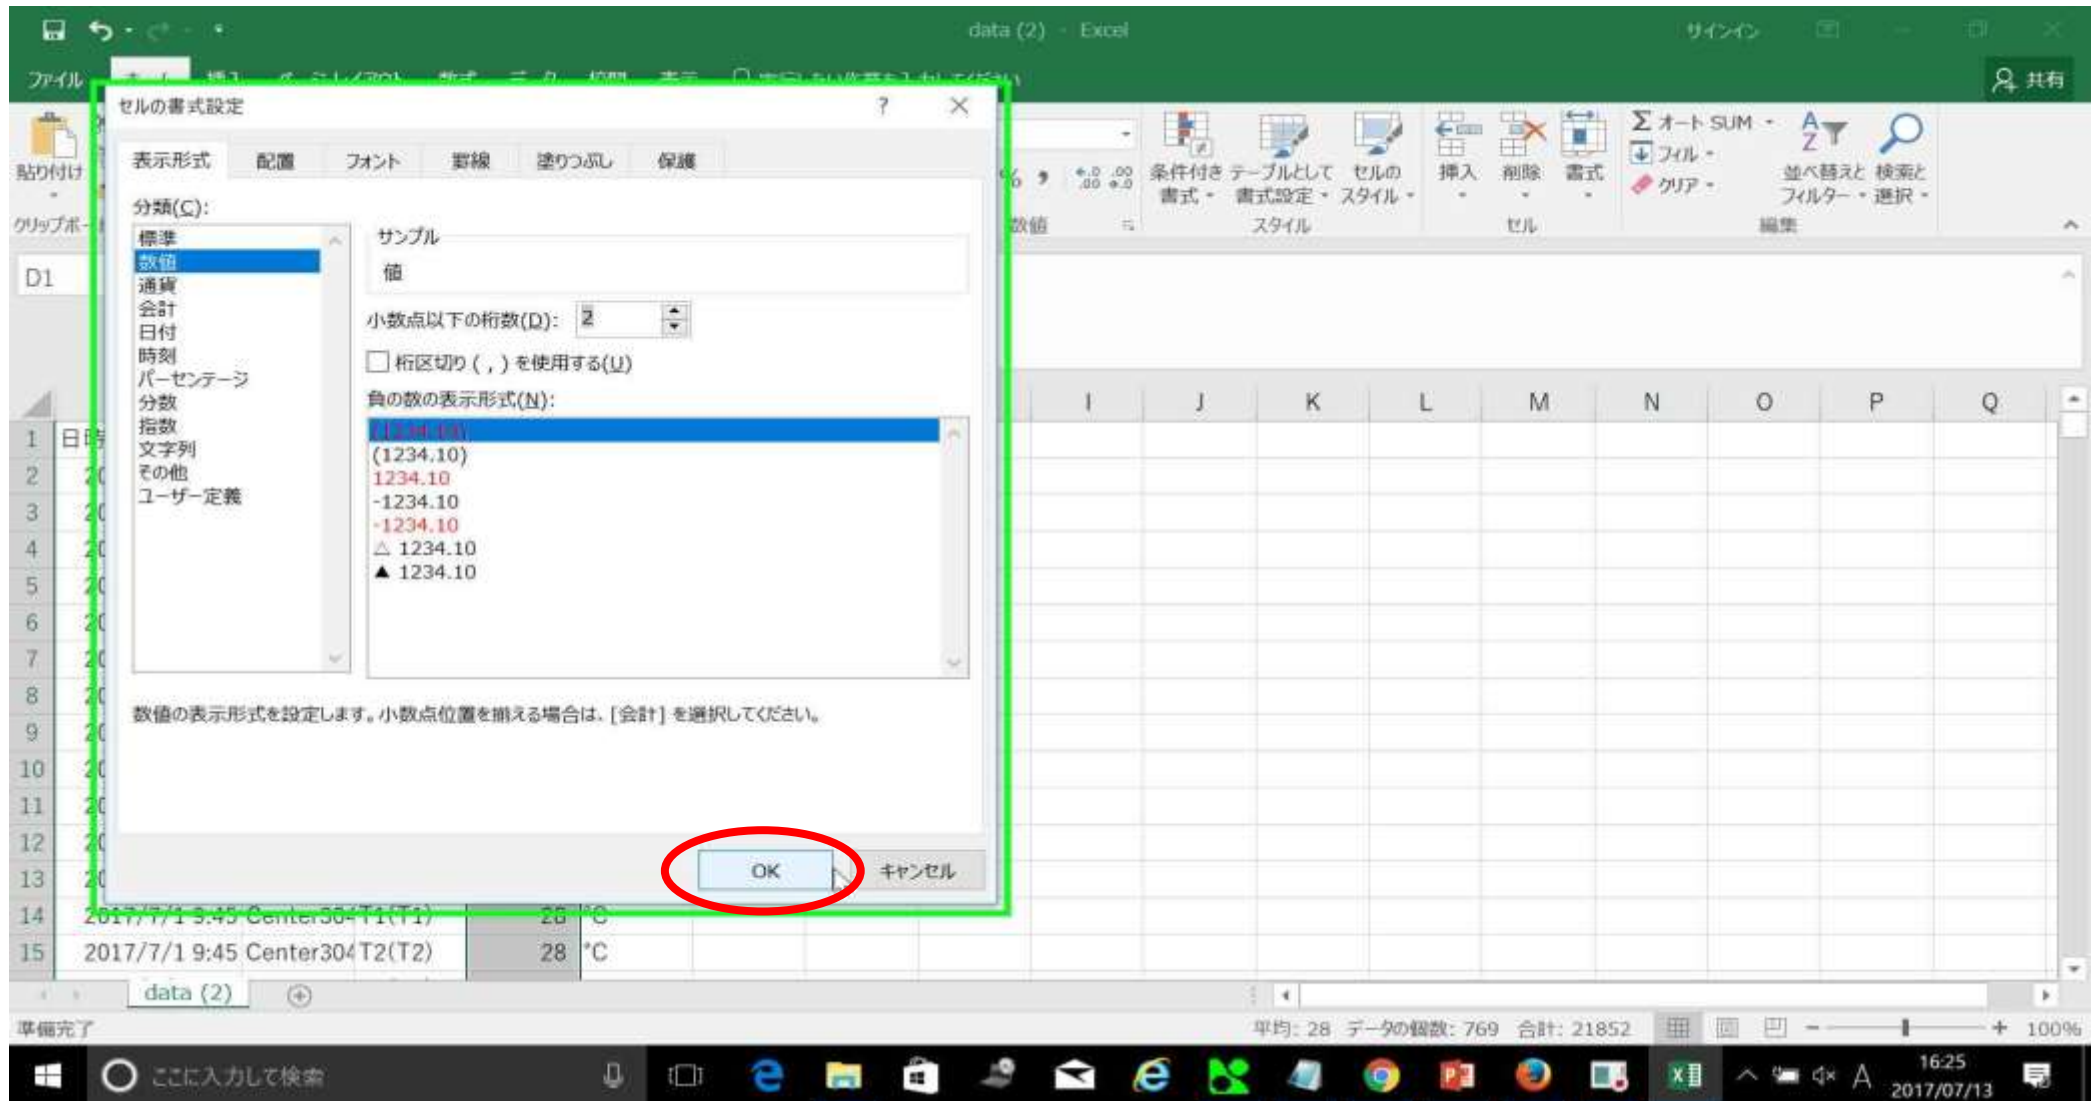 data (2) - Excel
サインイン
ファイル
共有
セルの書式設定
?
表示形式 配置 フォント 罫線 塗りつぶし 保護
分類(C):
標準
数値
通貨
会計
日付
時刻
パーセンテージ
分数
指数
文字列
その他
ユーザー定義
サンプル
値
小数点以下の桁数(D): 2
桁区切り ( , ) を使用する(U)
負の数の表示形式(N):
(1234.10)
(1234.10)
1234.10
-1234.10
-1234.10
△ 1234.10
▲ 1234.10
数値の表示形式を設定します。小数点位置を揃える場合は、[会計] を選択してください。
OK キャンセル
貼り付け
数値
条件付き書式
テーブルとして書式設定
セルのスタイル
スタイル
挿入 削除 書式
セル
Σ オート SUM
フィル
クリア
並べ替えとフィルター
検索と選択
編集
D1
I J K L M N O P Q
1
2
3
4
5
6
7
8
9
10
11
12
13
14 2017/7/1 9:45 Center304 T1(T1) 28 °C
15 2017/7/1 9:45 Center304 T2(T2) 28 °C
data (2)
準備完了
平均: 28 データの個数: 769 合計: 21852
100%
ここに入力して検索
A
16:25
2017/07/13